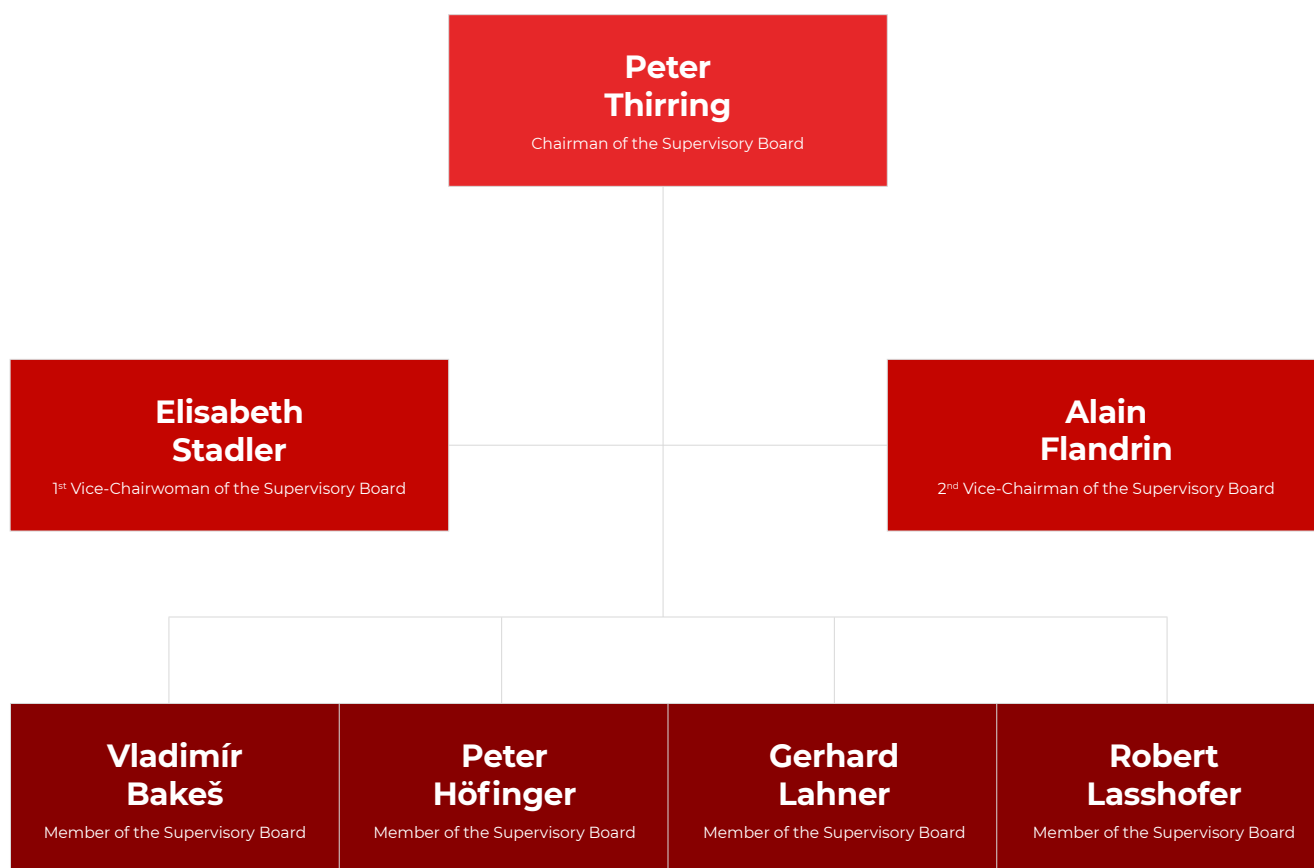 Peter
Thirring
Chairman of the Supervisory Board
Elisabeth
Stadler
1st Vice-Chairwoman of the Supervisory Board
Alain
Flandrin
2nd Vice-Chairman of the Supervisory Board
Vladimír
Bakeš
Member of the Supervisory Board
Peter
Höfinger
Member of the Supervisory Board
Gerhard
Lahner
Member of the Supervisory Board
Robert
Lasshofer
Member of the Supervisory Board